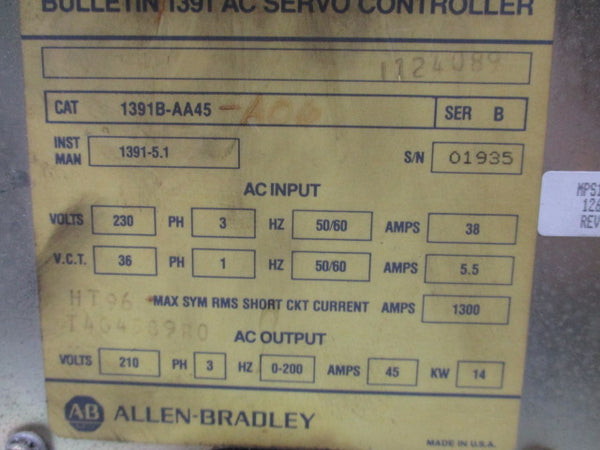 BULLETIN 1391 AC SERVO CONTROLLER
1124089
CAT 1391B-AA45 -A06 SER B
INST MAN 1391-5.1 S/N 01935
AC INPUT
VOLTS 230 PH 3 HZ 50/60 AMPS 38
V.C.T. 36 PH 1 HZ 50/60 AMPS 5.5
HT96 MAX SYM RMS SHORT CKT CURRENT AMPS 1300
AC OUTPUT
VOLTS 210 PH 3 HZ 0-200 AMPS 45 KW 14
AB ALLEN-BRADLEY
MADE IN U.S.A.
REV